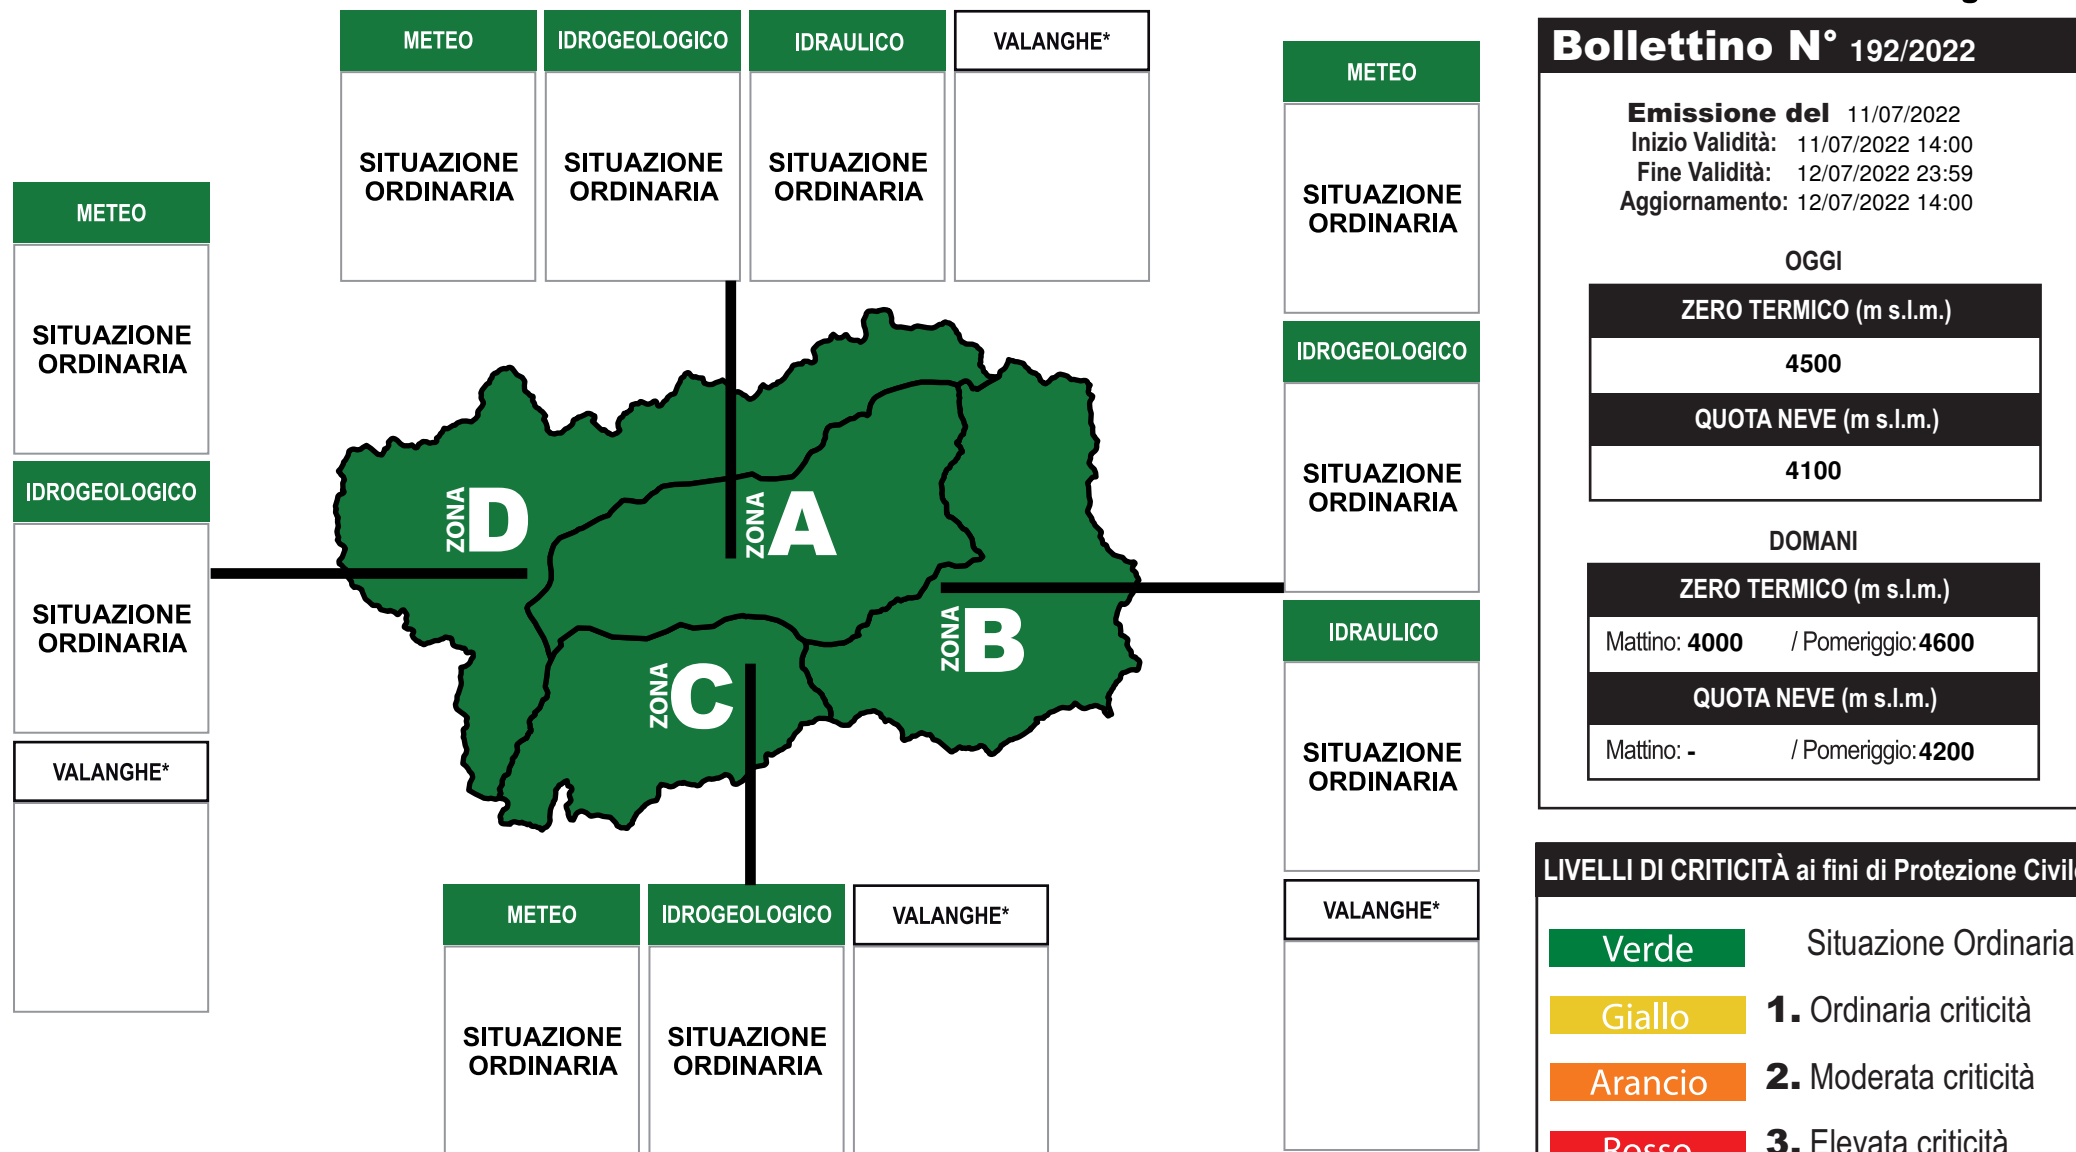 METEO IDROGEOLOGICO IDRAULICO VALANGHE*
SITUAZIONE ORDINARIA
SITUAZIONE ORDINARIA
SITUAZIONE ORDINARIA
METEO
SITUAZIONE
ORDINARIA
IDROGEOLOGICO
SITUAZIONE
ORDINARIA
VALANGHE*
ZONA D
ZONA A
ZONA B
ZONA C
METEO
SITUAZIONE
ORDINARIA
IDROGEOLOGICO
SITUAZIONE
ORDINARIA
IDRAULICO
SITUAZIONE
ORDINARIA
VALANGHE*
METEO IDROGEOLOGICO VALANGHE*
SITUAZIONE ORDINARIA
SITUAZIONE ORDINARIA
Bollettino N° 192/2022
Emissione del 11/07/2022
Inizio Validità: 11/07/2022 14:00
Fine Validità: 12/07/2022 23:59
Aggiornamento: 12/07/2022 14:00
OGGI
ZERO TERMICO (m s.l.m.)
4500
QUOTA NEVE (m s.l.m.)
4100
DOMANI
ZERO TERMICO (m s.l.m.)
Mattino: 4000 / Pomeriggio: 4600
QUOTA NEVE (m s.l.m.)
Mattino: - / Pomeriggio: 4200
LIVELLI DI CRITICITÀ ai fini di Protezione Civile
Verde Situazione Ordinaria
Giallo 1. Ordinaria criticità
Arancio 2. Moderata criticità
Rosso 3. Elevata criticità